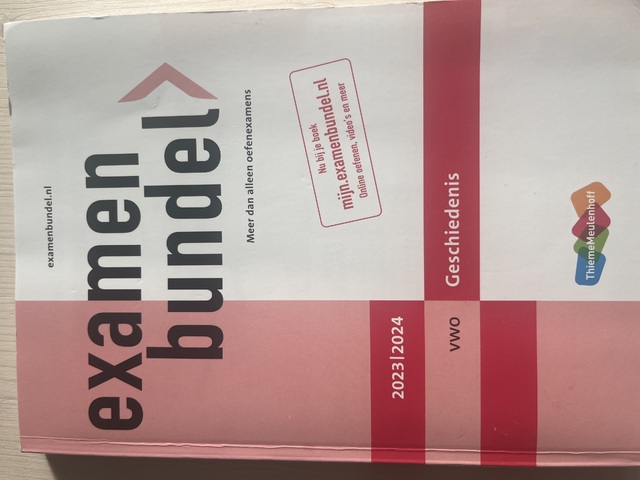 examenbundel.nl
examen
bundel
Meer dan alleen oefenexamens
Nu bij je boek
mijn.examenbundel.nl
Online oefenen, video's en meer
2023|2024
vwo
Geschiedenis
ThiemeMeulenhoff